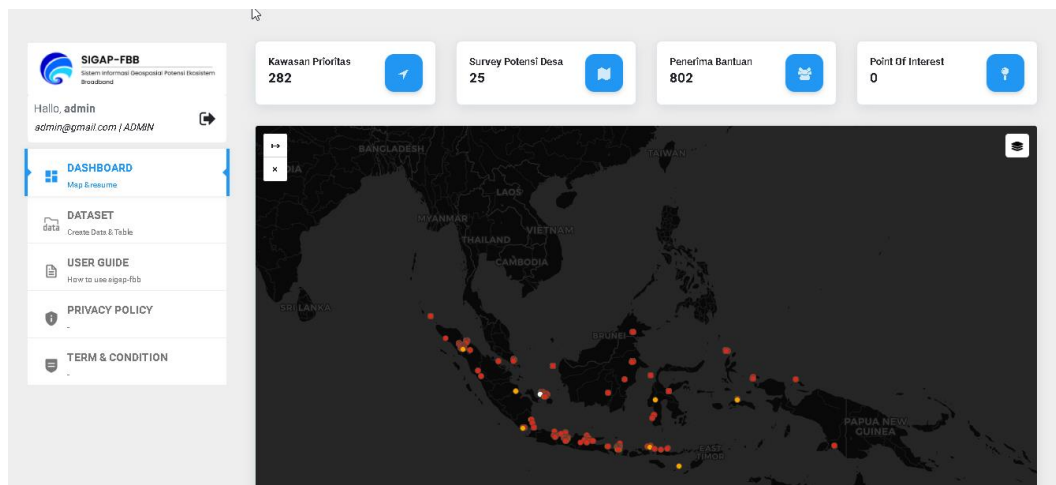 SIGAP-FBB
Sistem Informasi Geospasial Potensi Ekosistem
Broadband
Hallo, admin
admin@gmail.com | ADMIN
DASHBOARD
Map & resume
DATASET
Create Data & Table
data
USER GUIDE
How to use sigap-fbb
PRIVACY POLICY
-
TERM & CONDITION
-
Kawasan Prioritas
282
Survey Potensi Desa
25
Penerima Bantuan
802
Point Of Interest
0
BANGLADESH
TAIWAN
DIA
LAOS
MYANMAR
VIETNAM
THAILAND
CAMBODIA
SRI LANKA
BRUNEI
PAPUA NEW
GUINEA
EAST
TIMOR